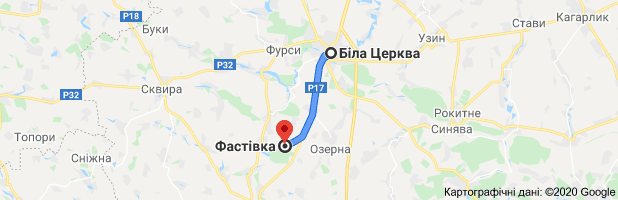 P18
Буки
Кагарлик
Стави
Узин
Фурси
Біла Церква
P32
P17
Сквира
P32
Рокитне
Синява
Топори
Сніжна
Фастівка
Озерна
Картографічні дані: ©2020 Google